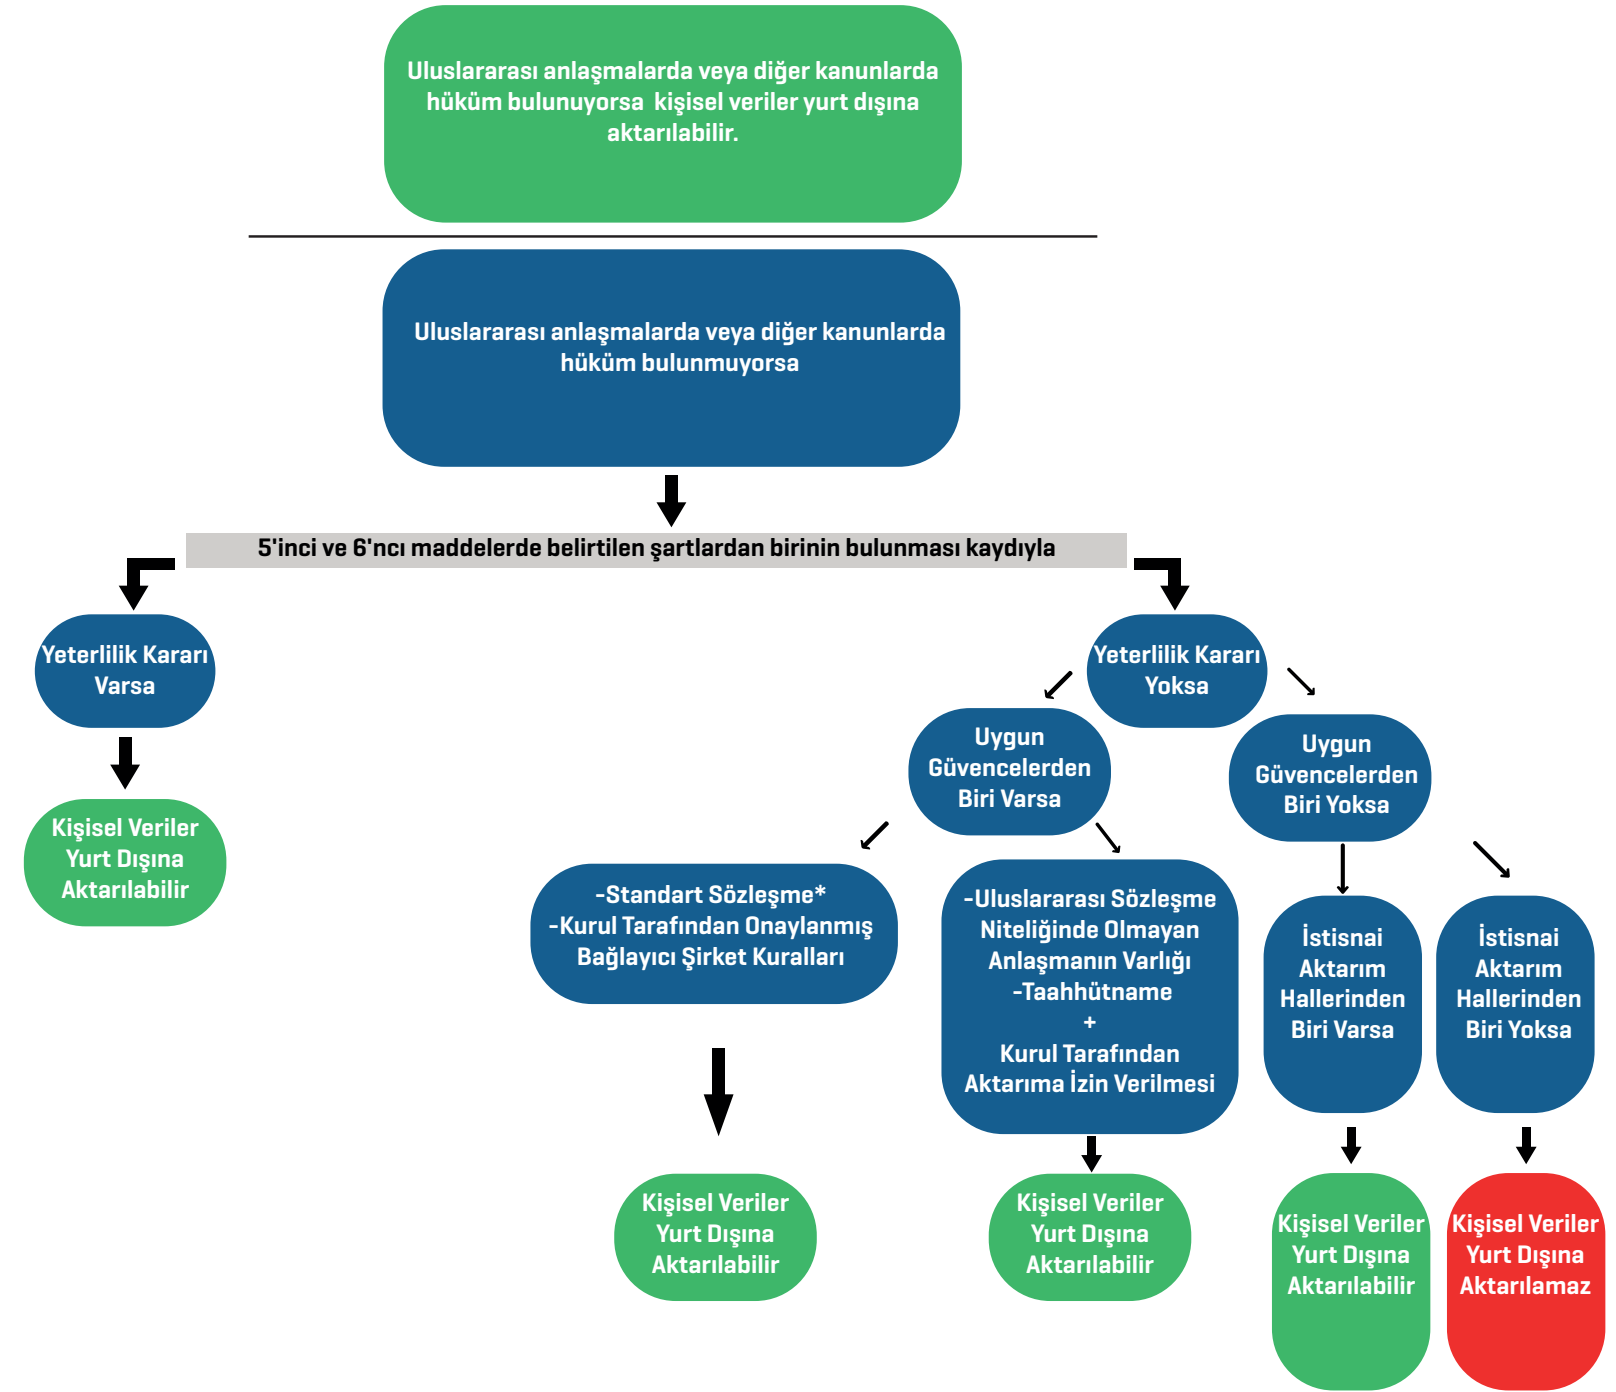 Uluslararası anlaşmalarda veya diğer kanunlarda
hüküm bulunuyorsa kişisel veriler yurt dışına
aktarılabilir.
Uluslararası anlaşmalarda veya diğer kanunlarda
hüküm bulunmuyorsa
5'inci ve 6'ncı maddelerde belirtilen şartlardan birinin bulunması kaydıyla
Yeterlilik Kararı
Varsa
Kişisel Veriler
Yurt Dışına
Aktarılabilir
Yeterlilik Kararı
Yoksa
Uygun
Güvencelerden
Biri Varsa
Uygun
Güvencelerden
Biri Yoksa
-Standart Sözleşme*
-Kurul Tarafından Onaylanmış
Bağlayıcı Şirket Kuralları
-Uluslararası Sözleşme
Niteliğinde Olmayan
Anlaşmanın Varlığı
-Taahhütname
+
Kurul Tarafından
Aktarıma İzin Verilmesi
İstisnai
Aktarım
Hallerinden
Biri Varsa
İstisnai
Aktarım
Hallerinden
Biri Yoksa
Kişisel Veriler
Yurt Dışına
Aktarılabilir
Kişisel Veriler
Yurt Dışına
Aktarılabilir
Kişisel Veriler
Yurt Dışına
Aktarılabilir
Kişisel Veriler
Yurt Dışına
Aktarılamaz